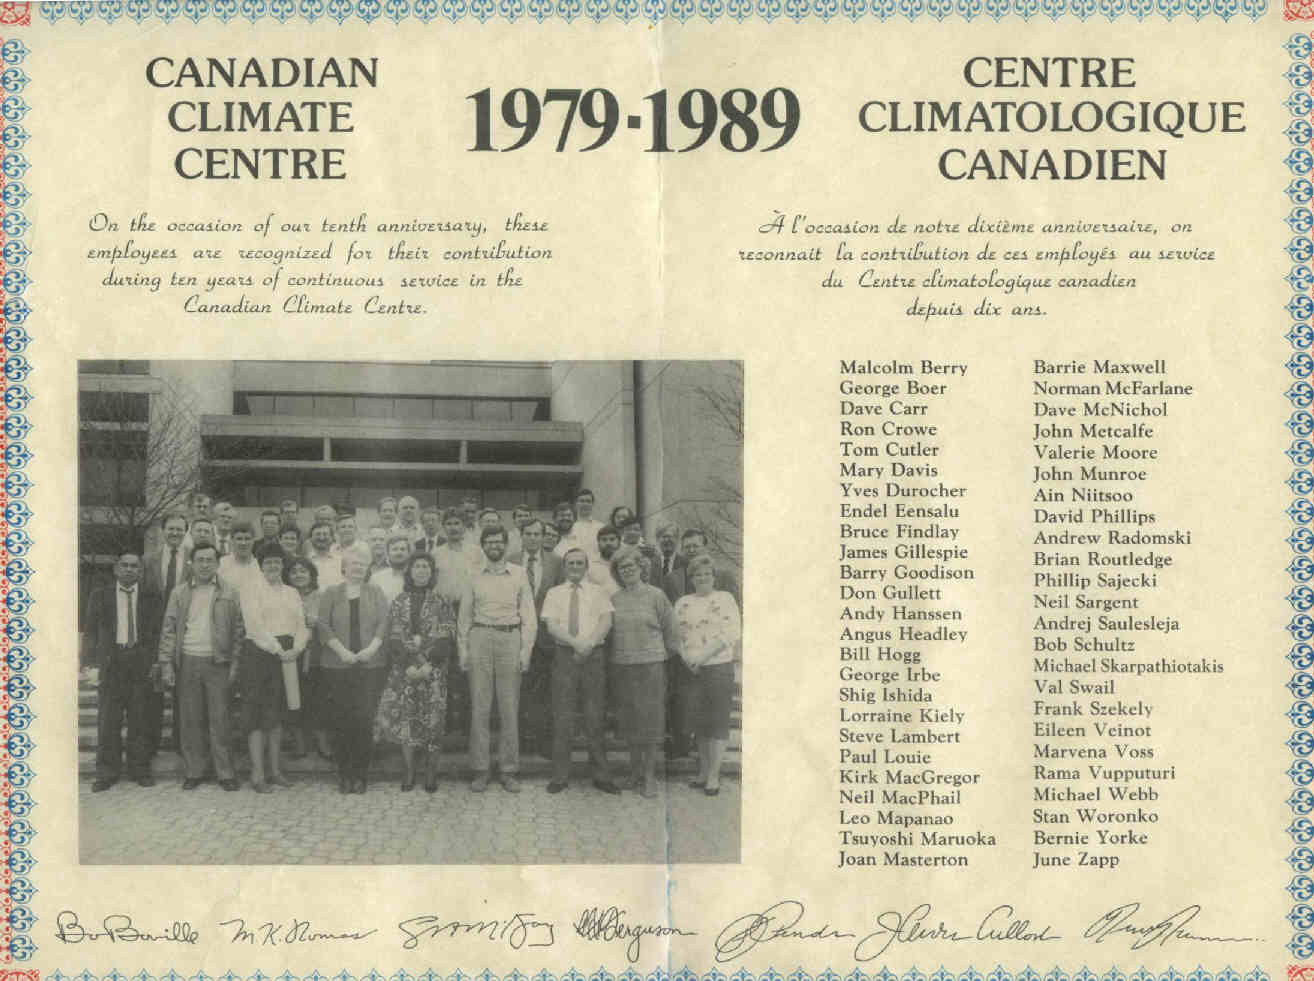 CANADIAN
CLIMATE
CENTRE
1979-1989
CENTRE
CLIMATOLOGIQUE
CANADIEN
On the occasion of our tenth anniversary, these
employees are recognized for their contribution
during ten years of continuous service in the
Canadian Climate Centre.
À l'occasion de notre dixième anniversaire, on
reconnait la contribution de ces employés au service
du Centre climatologique canadien
depuis dix ans.
Malcolm Berry
George Boer
Dave Carr
Ron Crowe
Tom Cutler
Mary Davis
Yves Durocher
Endel Eensalu
Bruce Findlay
James Gillespie
Barry Goodison
Don Gullett
Andy Hanssen
Angus Headley
Bill Hogg
George Irbe
Shig Ishida
Lorraine Kiely
Steve Lambert
Paul Louie
Kirk MacGregor
Neil MacPhail
Leo Mapanao
Tsuyoshi Maruoka
Joan Masterton
Barrie Maxwell
Norman McFarlane
Dave McNichol
John Metcalfe
Valerie Moore
John Munroe
Ain Niitsoo
David Phillips
Andrew Radomski
Brian Routledge
Phillip Sajecki
Neil Sargent
Andrej Saulesleja
Bob Schultz
Michael Skarpathiotakis
Val Swail
Frank Szekely
Eileen Veinot
Marvena Voss
Rama Vupputuri
Michael Webb
Stan Woronko
Bernie Yorke
June Zapp
Bo Boville M.K. Thomas Ferguson